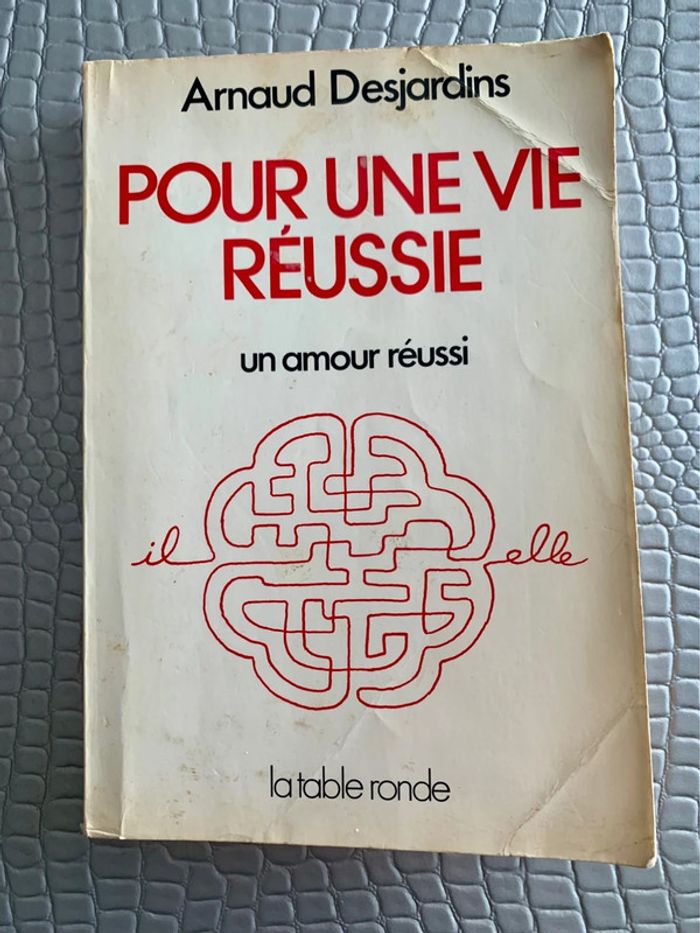 Arnaud Desjardins
POUR UNE VIE
RÉUSSIE
un amour réussi
il elle
la table ronde